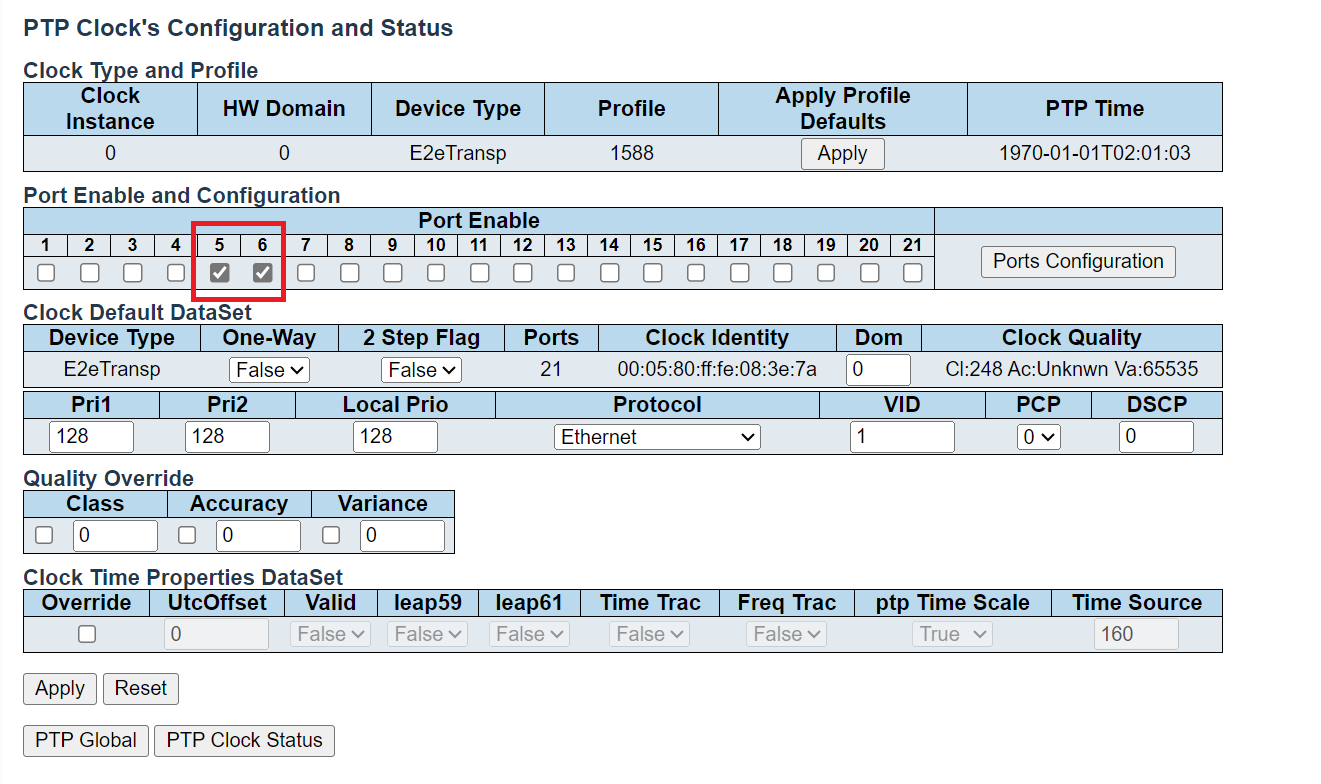 PTP Clock's Configuration and Status
Clock Type and Profile
Clock Instance HW Domain Device Type Profile Apply Profile Defaults PTP Time
0 0 E2eTransp 1588 Apply 1970-01-01T02:01:03
Port Enable and Configuration
Port Enable
1 2 3 4 5 6 7 8 9 10 11 12 13 14 15 16 17 18 19 20 21
Ports Configuration
Clock Default DataSet
Device Type One-Way 2 Step Flag Ports Clock Identity Dom Clock Quality
E2eTransp False False 21 00:05:80:ff:fe:08:3e:7a 0 Cl:248 Ac:Unknwn Va:65535
Pri1 Pri2 Local Prio Protocol VID PCP DSCP
128 128 128 Ethernet 1 0 0
Quality Override
Class Accuracy Variance
0 0 0
Clock Time Properties DataSet
Override UtcOffset Valid leap59 leap61 Time Trac Freq Trac ptp Time Scale Time Source
0 False False False False False True 160
Apply Reset
PTP Global PTP Clock Status